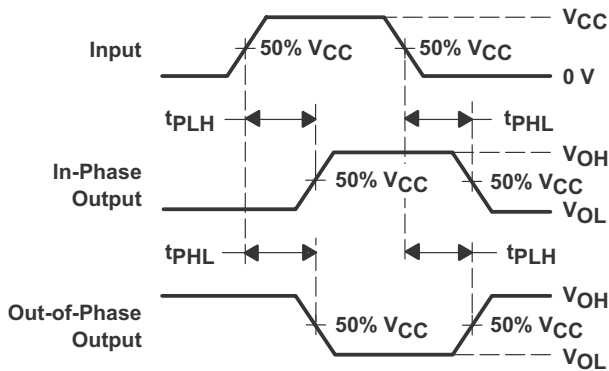 VCC
Input
50% VCC
50% VCC
0 V
tPLH
tPHL
VOH
In-Phase
Output
50% VCC
50% VCC
VOL
tPHL
tPLH
VOH
Out-of-Phase
Output
50% VCC
50% VCC
VOL